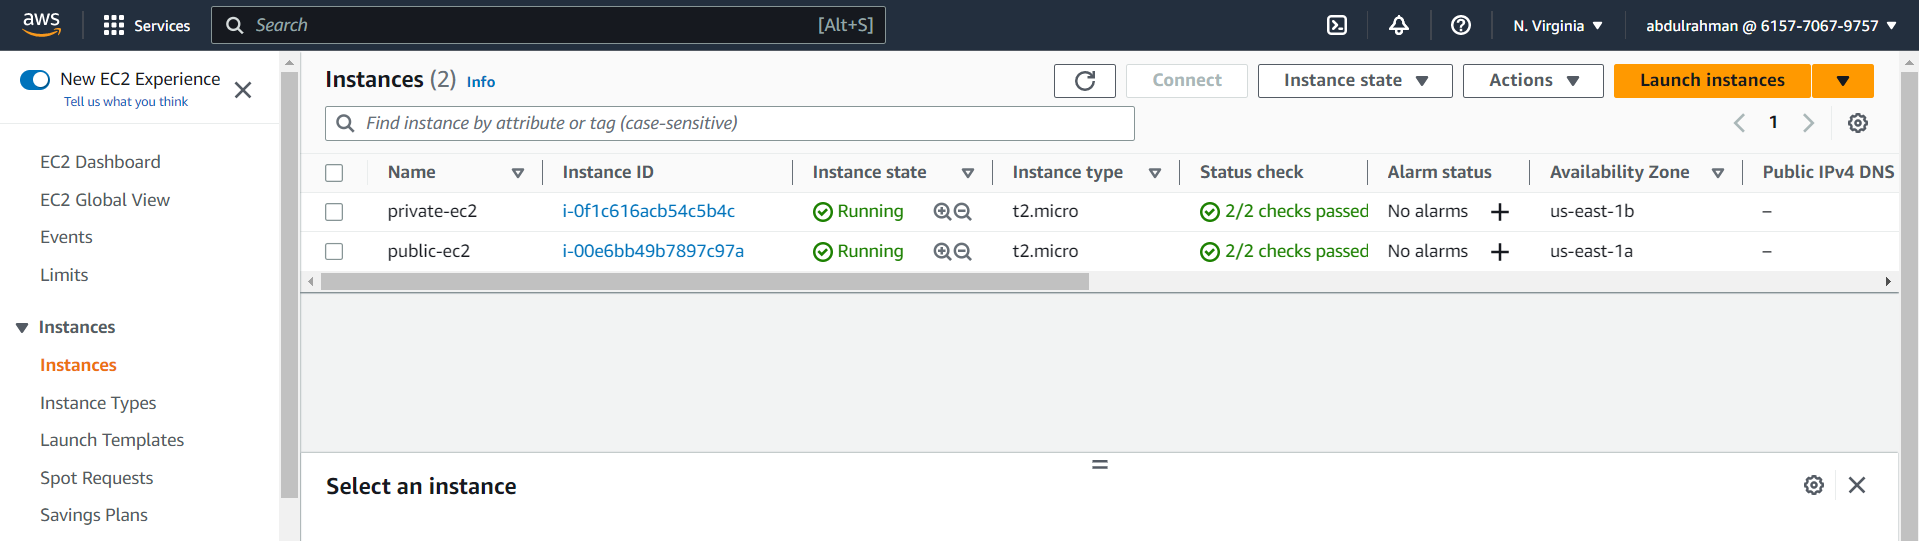 aws
Services
Search
[Alt+S]
N. Virginia
abdulrahman @ 6157-7067-9757
New EC2 Experience
Tell us what you think
EC2 Dashboard
EC2 Global View
Events
Limits
Instances
Instances
Instance Types
Launch Templates
Spot Requests
Savings Plans
Instances (2) Info
Connect
Instance state
Actions
Launch instances
Find instance by attribute or tag (case-sensitive)
1
Name Instance ID Instance state Instance type Status check Alarm status Availability Zone Public IPv4 DNS
private-ec2 i-0f1c616acb54c5b4c Running t2.micro 2/2 checks passed No alarms + us-east-1b –
public-ec2 i-00e6bb49b7897c97a Running t2.micro 2/2 checks passed No alarms + us-east-1a –
Select an instance